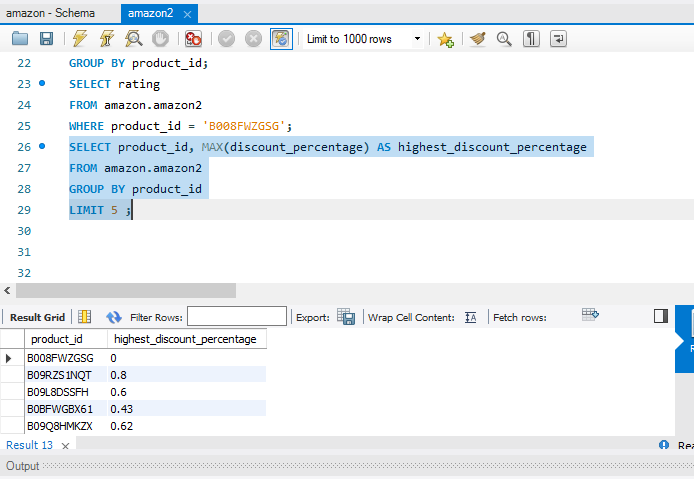 amazon - Schema amazon2
Limit to 1000 rows
22 GROUP BY product_id;
23 SELECT rating
24 FROM amazon.amazon2
25 WHERE product_id = 'B008FWZGSG';
26 SELECT product_id, MAX(discount_percentage) AS highest_discount_percentage
27 FROM amazon.amazon2
28 GROUP BY product_id
29 LIMIT 5 ;
30
31
32
Result Grid Filter Rows: Export: Wrap Cell Content: Fetch rows:
product_id highest_discount_percentage
B008FWZGSG 0
B09RZS1NQT 0.8
B09L8DSSFH 0.6
B0BFWGBX61 0.43
B09Q8HMKZX 0.62
Result 13 Rea
Output